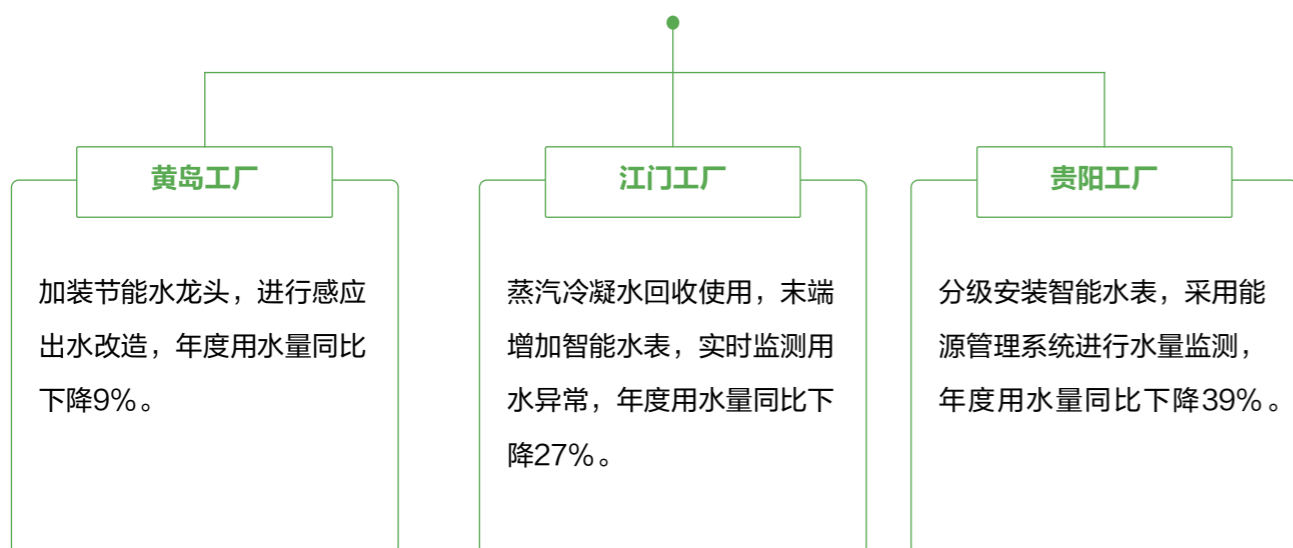 黄岛工厂
加装节能水龙头，进行感应
出水改造，年度用水量同比
下降9%。
江门工厂
蒸汽冷凝水回收使用，末端
增加智能水表，实时监测用
水异常，年度用水量同比下
降27%。
贵阳工厂
分级安装智能水表，采用能
源管理系统进行水量监测，
年度用水量同比下降39%。